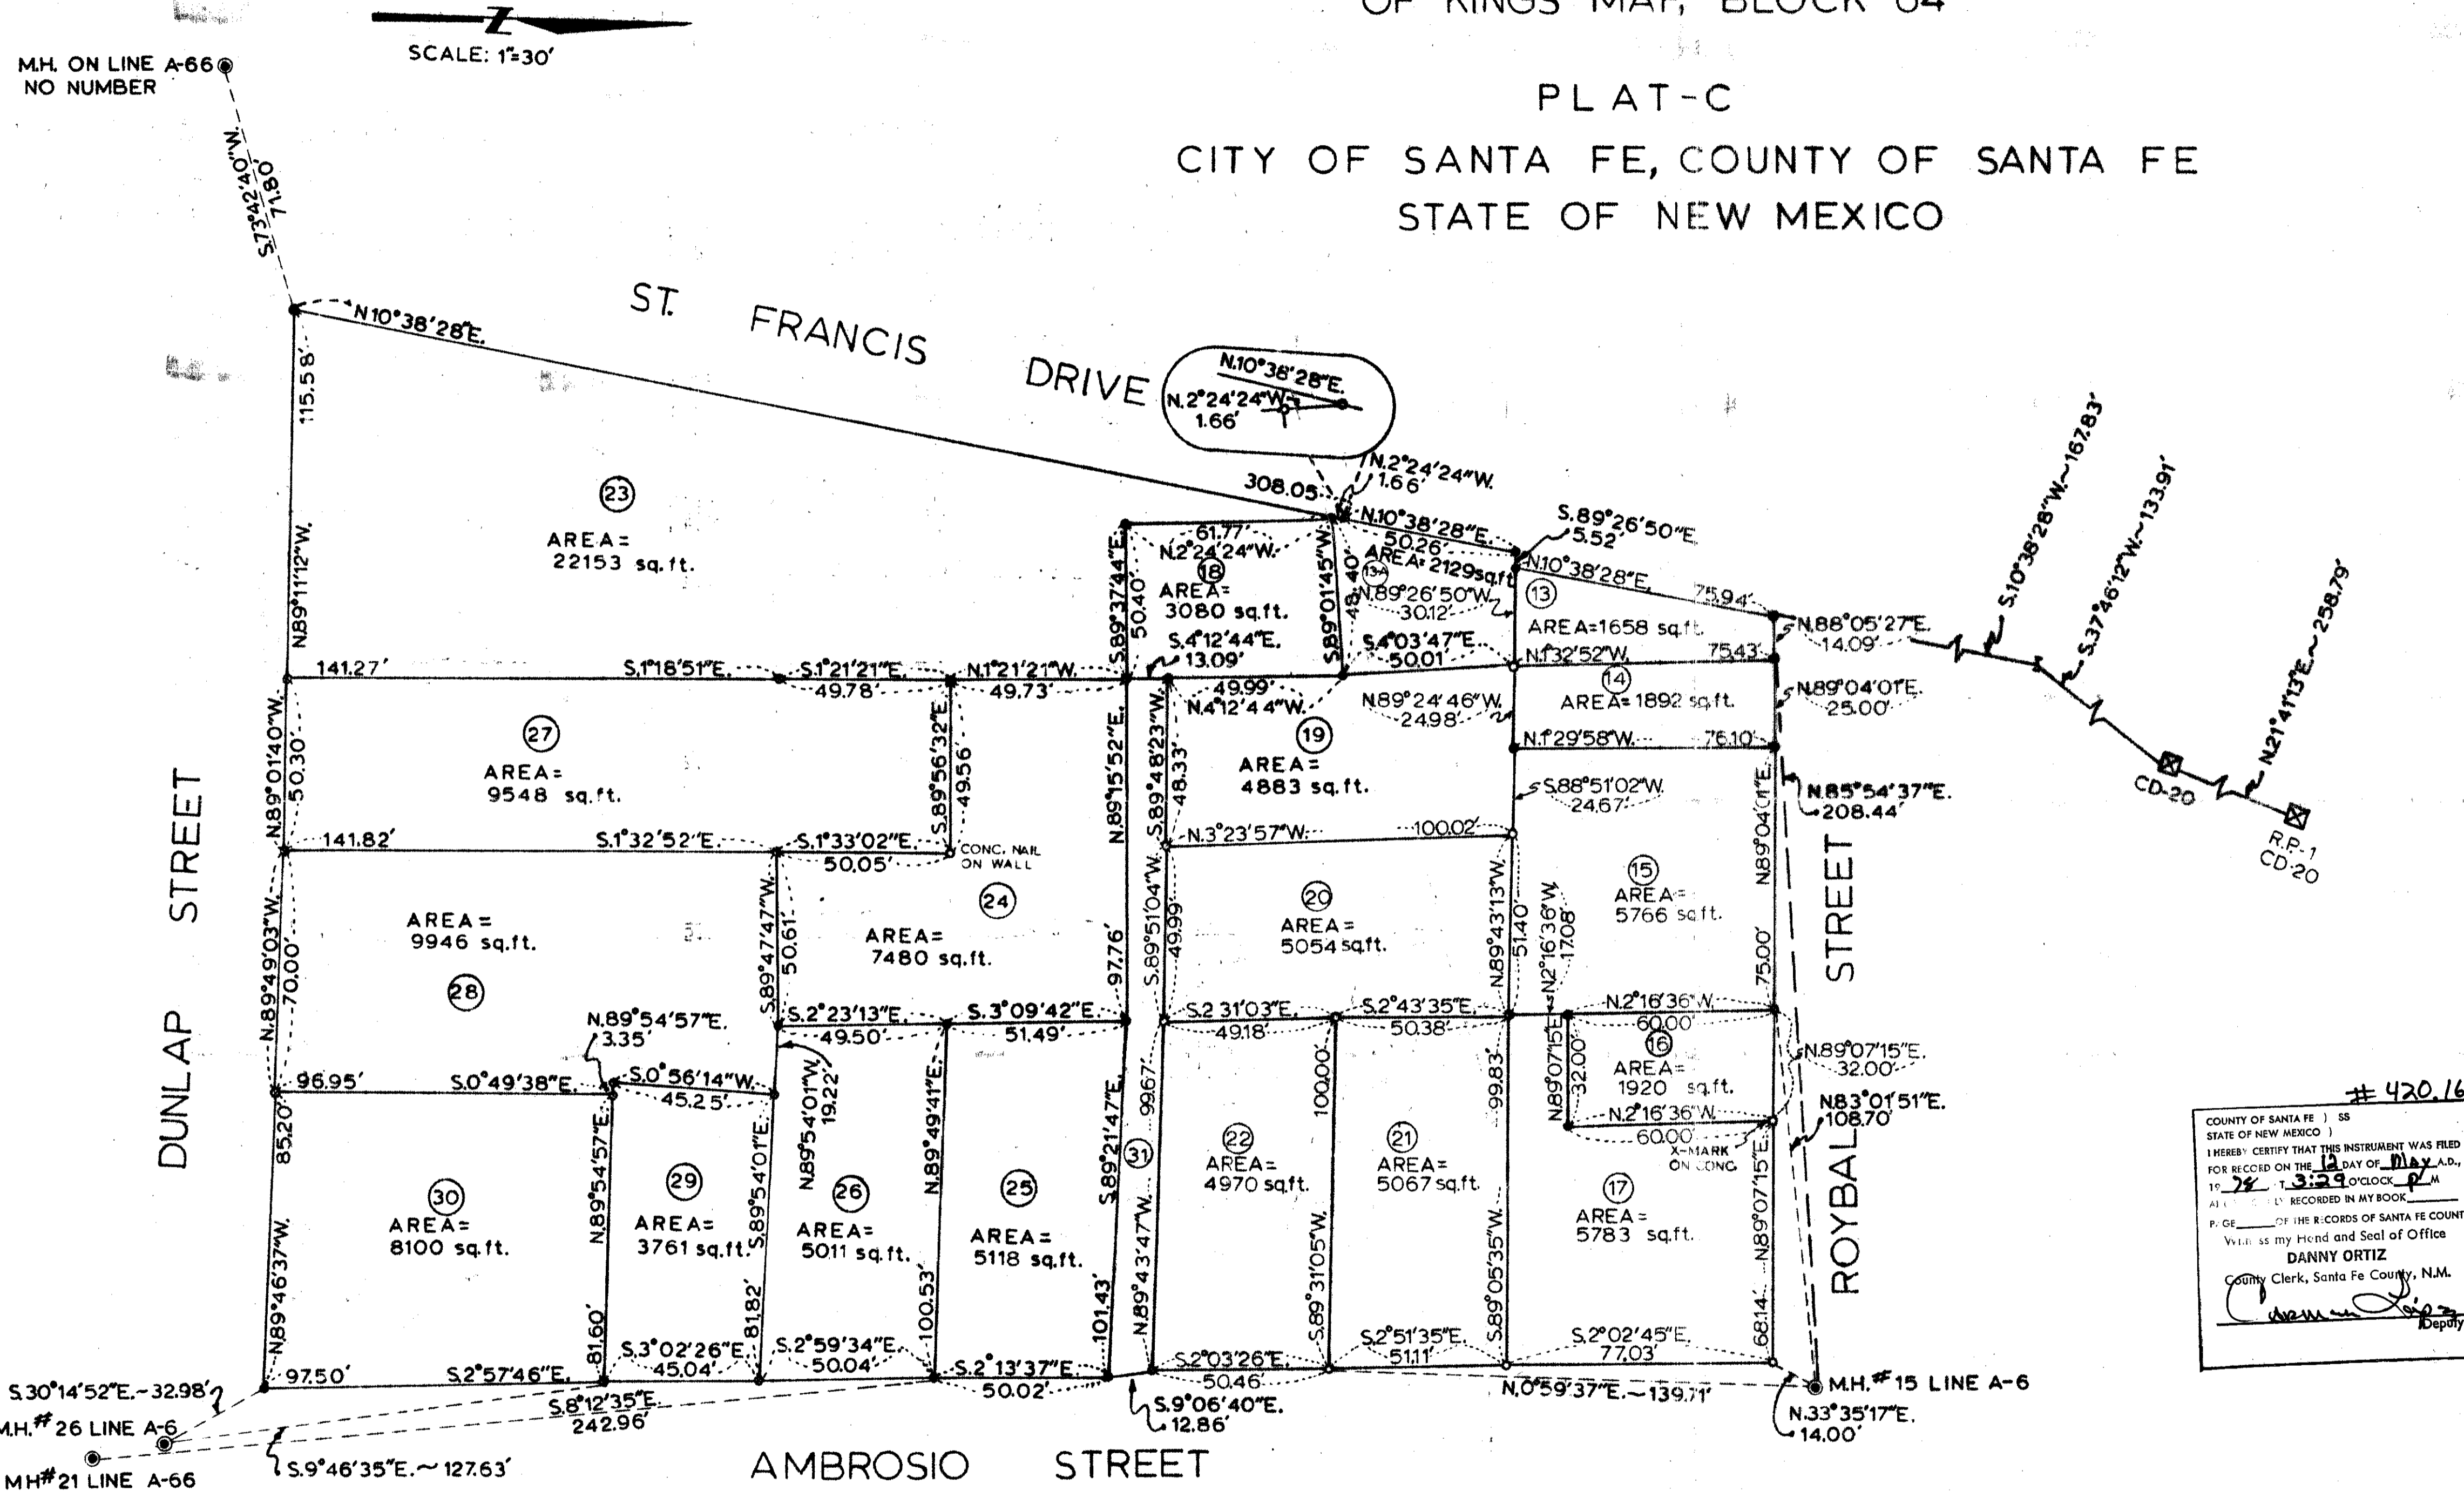 OF KINGS MAP, BLOCK 64
PLAT-C
CITY OF SANTA FE, COUNTY OF SANTA FE
STATE OF NEW MEXICO
Z
SCALE: 1"=30'
M.H. ON LINE A-66
NO NUMBER
S.73°42'40"W.
71.80'
N10°38'28"E.
ST. FRANCIS DRIVE
N.10°38'28"E.
N.2°24'24"W.
1.66'
308.05
N.2°24'24"W.
1.66'
N.10°38'28"E.
50.26'
S.89°26'50"E.
5.52'
N.10°38'28"E.
75.94'
N.88°05'27"E.
14.09'
S.10°38'28"W.~167.83'
S.37°46'12"W.~133.91'
N.21°41'13"E.~258.79'
CD-20
R.P.-1
CD-20
115.58'
N.89°11'12"W.
23
AREA=
22153 sq.ft.
S.89°37'44"E.
50.40'
61.77'
N.2°24'24"W.
18
AREA=
3080 sq.ft.
S.4°12'44"E.
13.09'
S.89°01'45"W.
48.40'
AREA=2129sq.ft
13-A
N.89°26'50"W.
30.12'
S.4°03'47"E.
50.01'
13
AREA=1658 sq.ft.
N.1°32'52"W.
75.43'
141.27'
S.1°18'51"E.
S.1°21'21"E.
49.78'
N.1°21'21"W.
49.73'
49.99'
N.4°12'44"W.
N.89°24'46"W.
24.98'
14
AREA=1892 sq.ft.
N.89°04'01"E.
25.00'
N.1°29'58"W.
76.10'
N.89°01'40"W.
50.30'
27
AREA=
9548 sq.ft.
S.89°56'32"E.
49.56'
N.89°15'52"E.
97.76'
S.89°48'23"W.
48.33'
19
AREA=
4883 sq.ft.
S.88°51'02"W.
24.67'
N.85°54'37"E.
208.44'
N.3°23'57"W.
100.02'
141.82'
S.1°32'52"E.
S.1°33'02"E.
50.05'
CONC. NAIL
ON WALL
N.89°49'03"W.
70.00'
AREA=
9946 sq.ft.
28
S.89°47'47"W.
50.61'
24
AREA=
7480 sq.ft.
S.89°51'04"W.
49.99'
20
AREA=
5054 sq.ft.
N.89°43'13"W.
51.40'
N.2°16'36"W.
17.08'
15
AREA=
5766 sq.ft.
N.89°04'01"E.
75.00'
N.89°54'57"E.
3.35'
S.2°23'13"E.
49.50'
S.3°09'42"E.
51.49'
S.2 31'03"E.
49.18'
S.2°43'35"E.
50.38'
N.2°16'36"W.
60.00'
96.95'
S.0°49'38"E.
S.0°56'14"W.
45.25'
N.89°54'01"W.
19.22'
N.89°07'15"E.
32.00'
16
AREA=
1920 sq.ft.
N.2°16'36"W.
60.00'
X-MARK
ON CONC.
N.89°07'15"E.
32.00'
N.83°01'51"E.
108.70'
85.20'
N.89°46'37"W.
30
AREA=
8100 sq.ft.
N.89°54'57"E.
81.60'
29
AREA=
3761 sq.ft.
S.89°54'01"E.
81.82'
26
AREA=
5011 sq.ft.
N.89°49'41"E.
100.53'
25
AREA=
5118 sq.ft.
S.89°21'47"E.
101.43'
31
99.67'
N.89°43'47"W.
22
AREA=
4970 sq.ft.
100.00'
S.89°31'05"W.
21
AREA=
5067 sq.ft.
99.83'
S.89°05'35"W.
17
AREA=
5783 sq.ft.
N.89°07'15"E.
68.14'
97.50'
S.2°57'46"E.
S.3°02'26"E.
45.04'
S.2°59'34"E.
50.04'
S.2°13'37"E.
50.02'
S.2°03'26"E.
50.46'
S.2°51'35"E.
51.11'
S.2°02'45"E.
77.03'
S.30°14'52"E.~32.98'
M.H.#26 LINE A-6
MH#21 LINE A-66
S.8°12'35"E.
242.96'
S.9°46'35"E.~127.63'
S.9°06'40"E.
12.86'
N.0°59'37"E.~139.71'
M.H.#15 LINE A-6
N.33°35'17"E.
14.00'
DUNLAP STREET
AMBROSIO STREET
ROYBAL STREET
# 420,16
COUNTY OF SANTA FE ) SS
STATE OF NEW MEXICO )
I HEREBY CERTIFY THAT THIS INSTRUMENT WAS FILED
FOR RECORD ON THE 12 DAY OF May A.D.,
19 78 T 3:29 O'CLOCK P M
RECORDED IN MY BOOK
PAGE OF THE RECORDS OF SANTA FE COUNT
my Hand and Seal of Office
DANNY ORTIZ
County Clerk, Santa Fe County, N.M.
Deputy